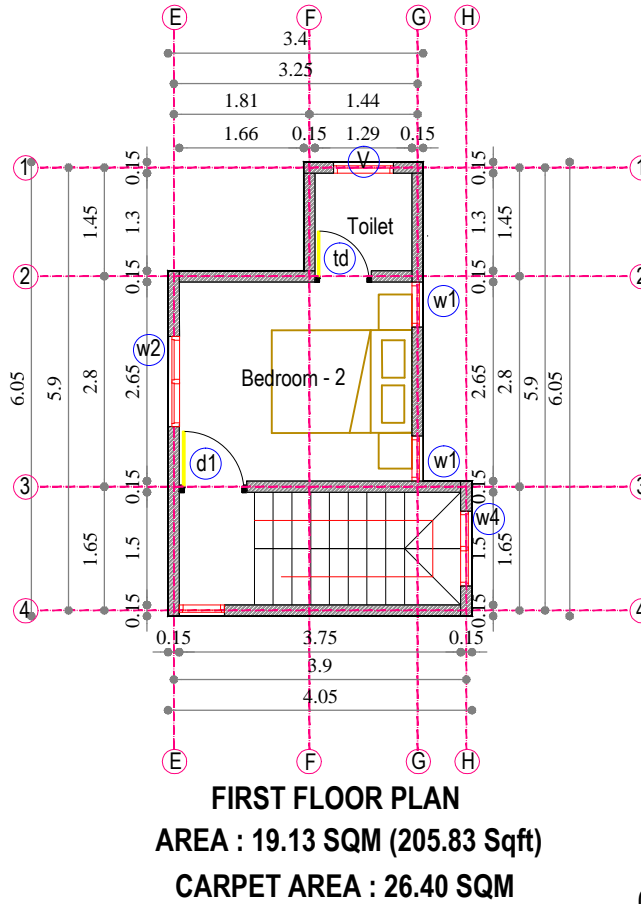 E F G H
3.4
3.25
1.81 1.44
1.66 0.15 1.29 0.15
1 V 1
0.15 0.15
Toilet
1.45 1.3 1.3 1.45
td
2 0.15 0.15 2
w1
w2
6.05 5.9 2.8 2.65 Bedroom - 2 2.65 2.8 5.9 6.05
d1 w1
3 0.15 0.15 3
w4
1.65 1.5 1.5 1.65
4 0.15 0.15 4
0.15 3.75 0.15
3.9
4.05
E F G H
FIRST FLOOR PLAN
AREA : 19.13 SQM (205.83 Sqft)
CARPET AREA : 26.40 SQM